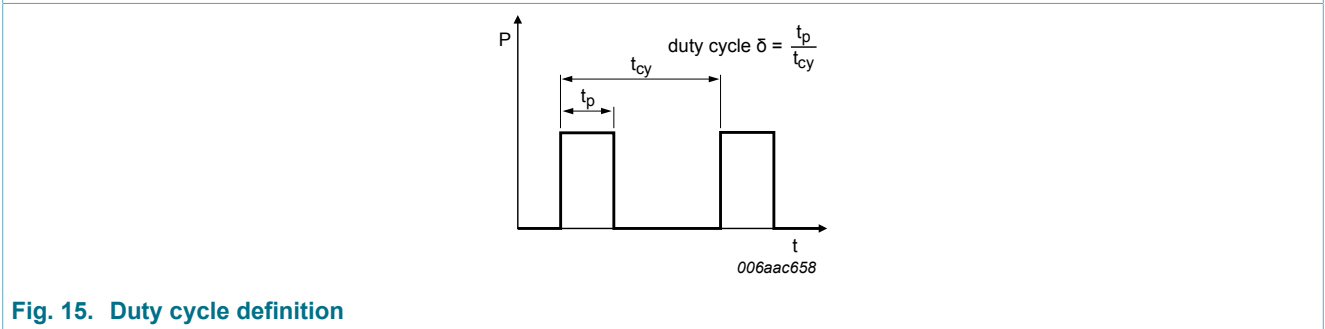 P
duty cycle δ = tp
tcy
tcy
tp
t
006aac658
Fig. 15. Duty cycle definition